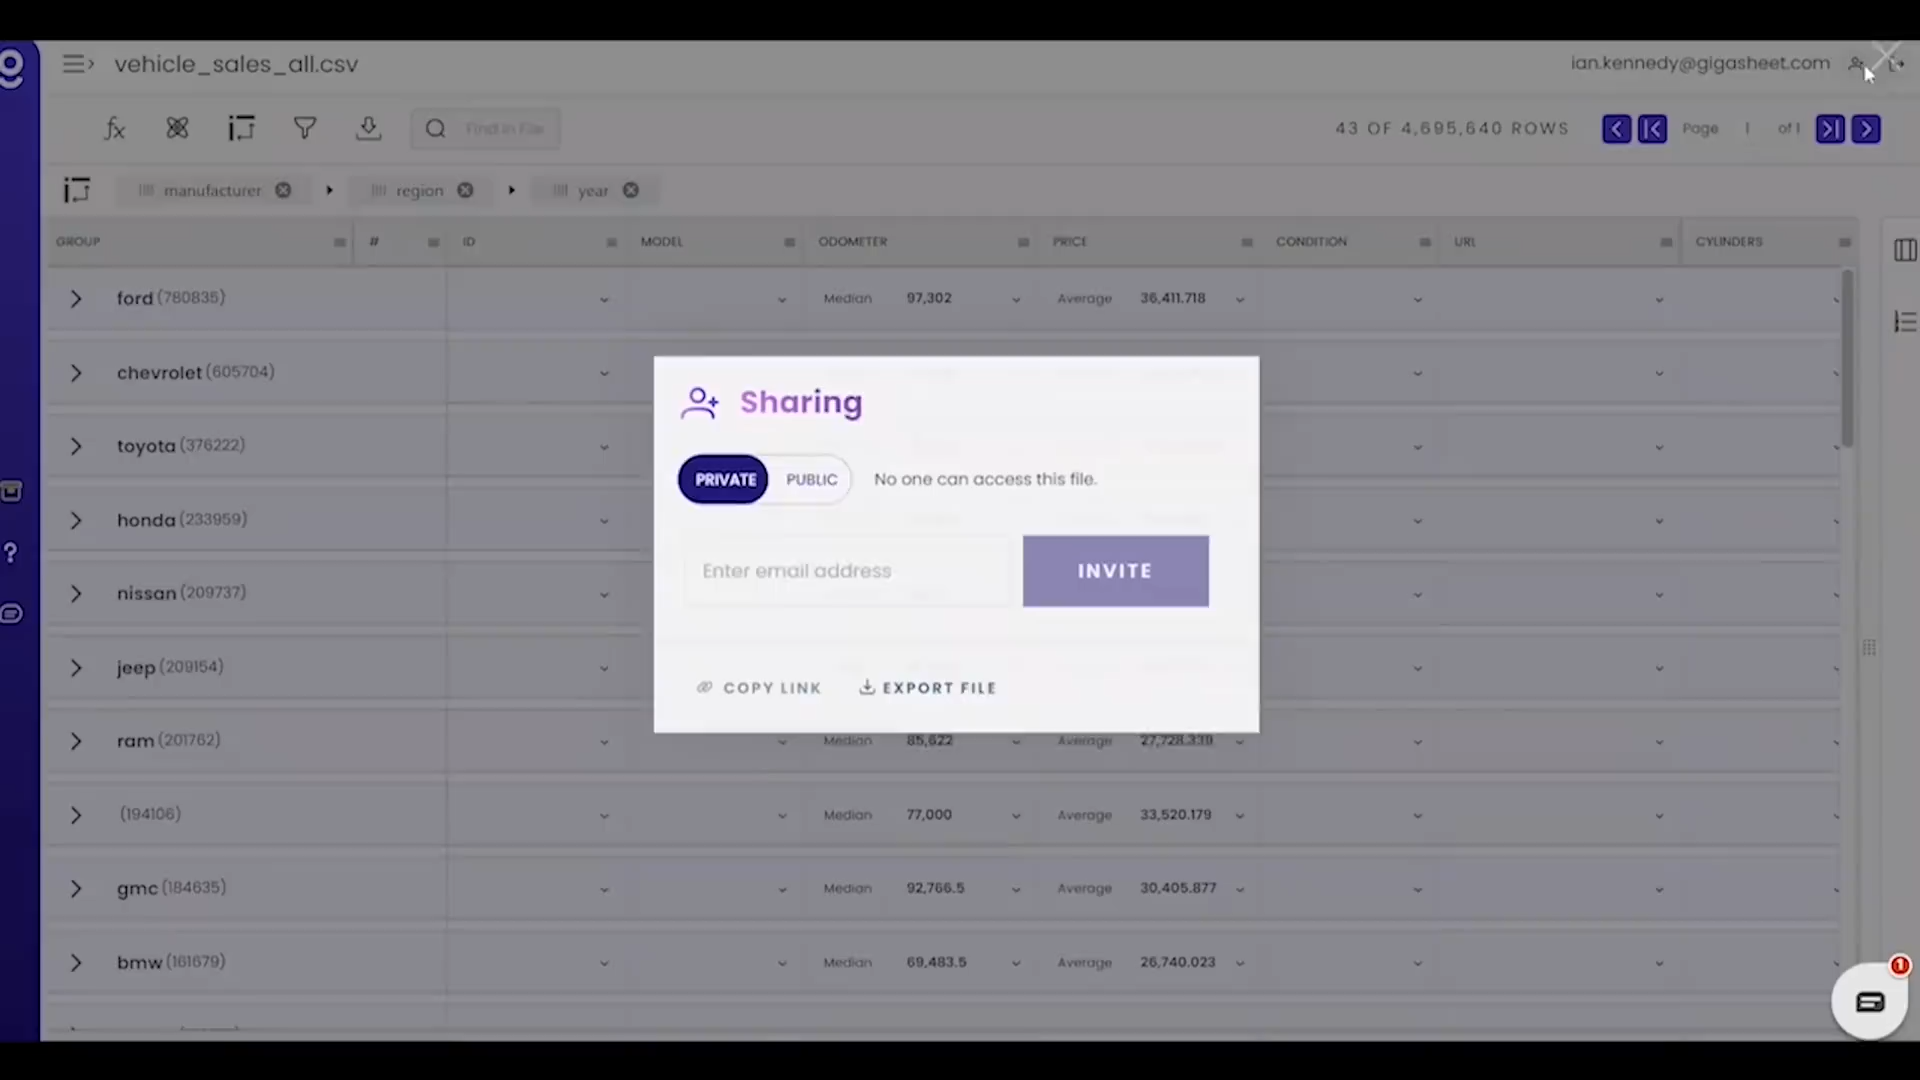 vehicle_sales_all.csv
ian.kennedy@gigasheet.com
fx
Find in File
43 OF 4,695,640 ROWS
Page 1 of 1
manufacturer
region
year
GROUP # ID MODEL ODOMETER PRICE CONDITION URL CYLINDERS
ford (780835) Median 97,302 Average 36,411.718
chevrolet (605704)
toyota (376222)
honda (233959)
nissan (209737)
jeep (209154)
ram (201762) Median 85,622 Average 27,728.339
(194106) Median 77,000 Average 33,520.179
gmc (184635) Median 92,766.5 Average 30,405.877
bmw (161679) Median 69,483.5 Average 26,740.023
Sharing
PRIVATE PUBLIC No one can access this file.
Enter email address
INVITE
COPY LINK
EXPORT FILE
?
1